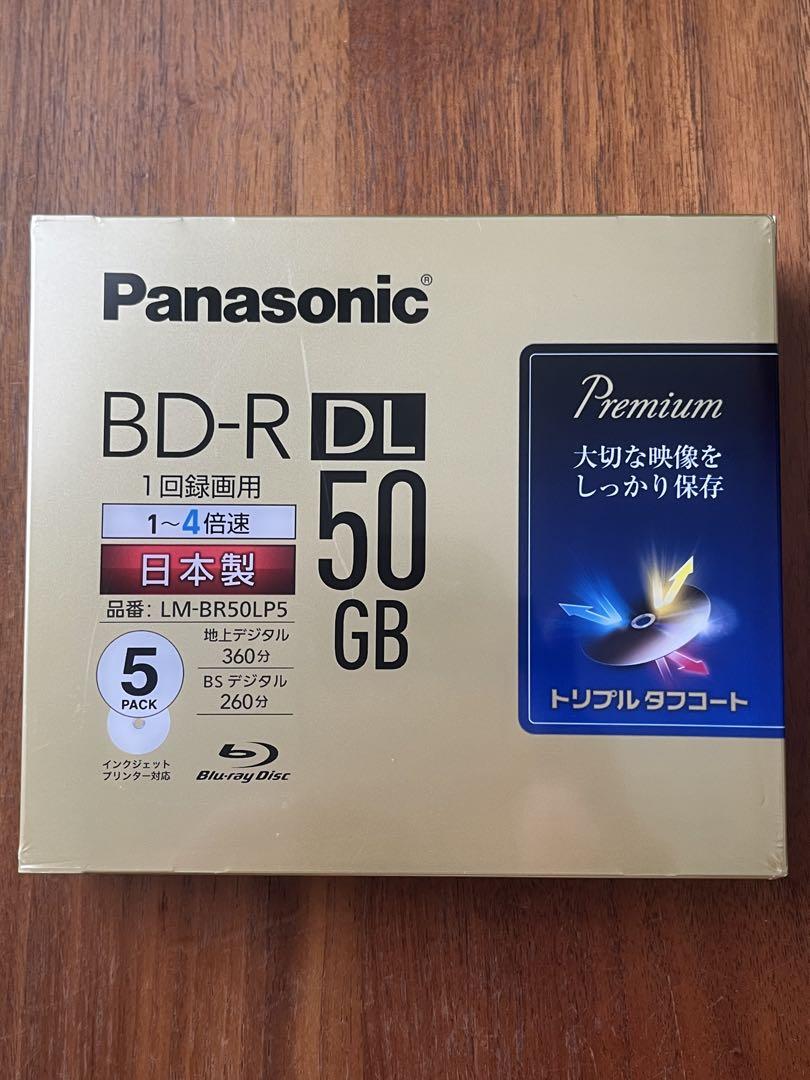 Panasonic®
BD-R DL
1回録画用
1～4倍速
日本製
品番: LM-BR50LP5
50
GB
5
PACK
地上デジタル
360分
BSデジタル
260分
インクジェット
プリンター対応
Blu-ray Disc
Premium
大切な映像を
しっかり保存
トリプルタフコート